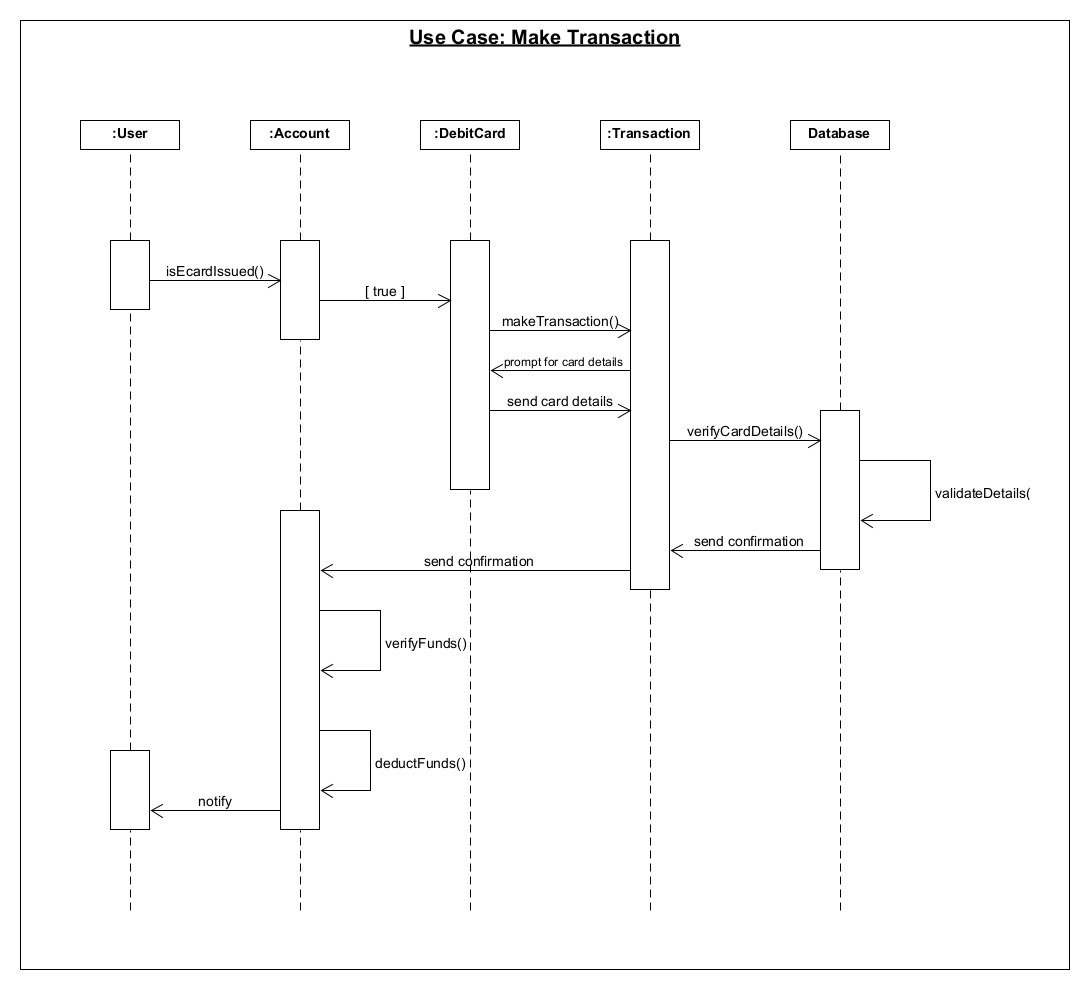 Use Case: Make Transaction
:User
:Account
:DebitCard
:Transaction
Database
isEcardIssued()
[ true ]
makeTransaction()
prompt for card details
send card details
verifyCardDetails()
validateDetails(
send confirmation
send confirmation
verifyFunds()
deductFunds()
notify